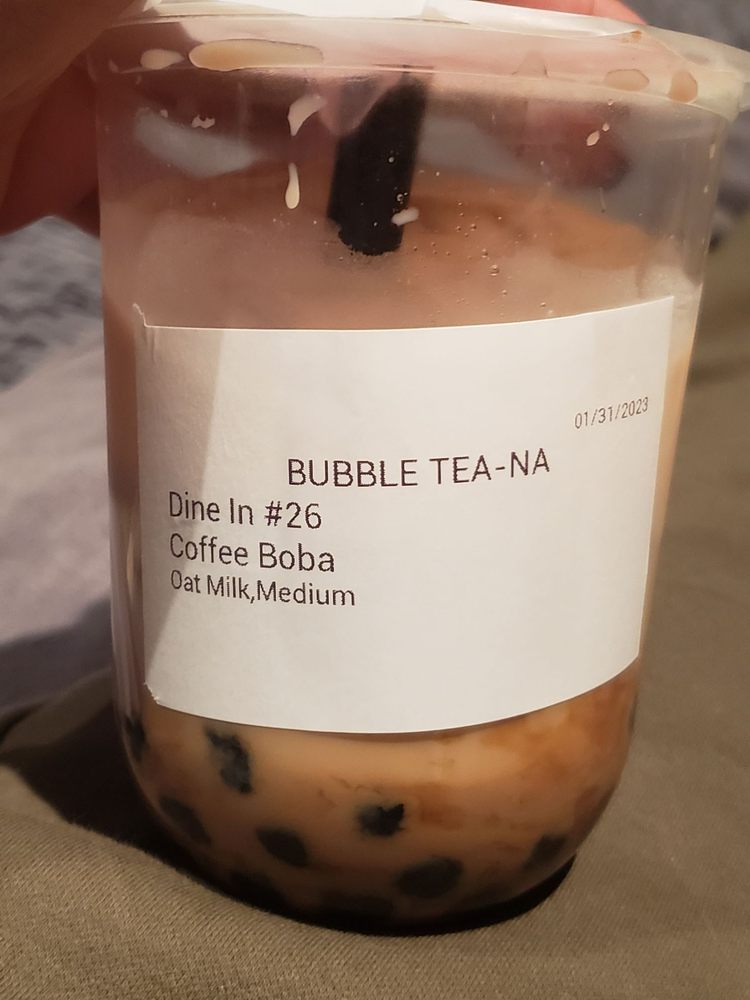 01/31/2023
BUBBLE TEA-NA
Dine In #26
Coffee Boba
Oat Milk,Medium